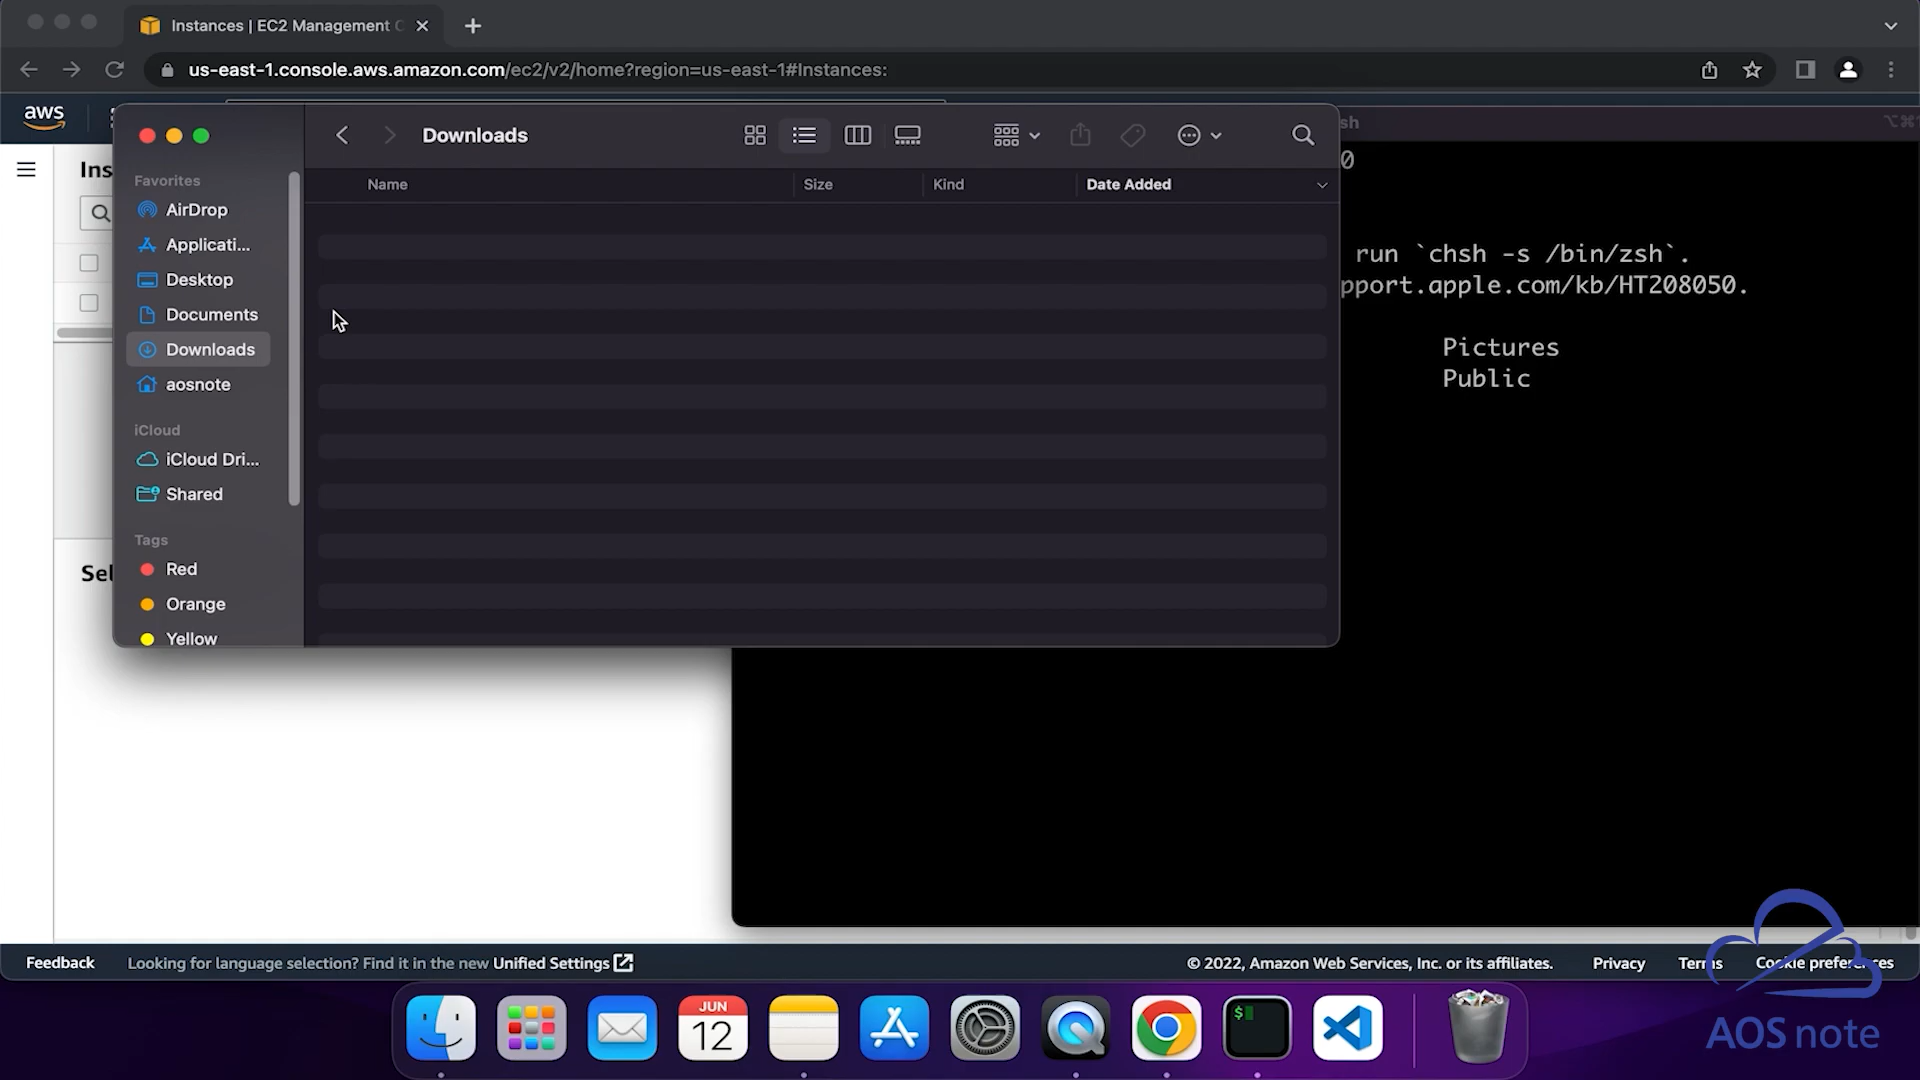 Instances | EC2 Management C
us-east-1.console.aws.amazon.com/ec2/v2/home?region=us-east-1#Instances:
aws
Downloads
sh
Ins
Favorites
Name
Size
Kind
Date Added
0
AirDrop
Applicati...
run `chsh -s /bin/zsh`.
Desktop
pport.apple.com/kb/HT208050.
Documents
Downloads
Pictures
aosnote
Public
iCloud
iCloud Dri...
Shared
Tags
Red
Sel
Orange
Yellow
Feedback
Looking for language selection? Find it in the new Unified Settings
© 2022, Amazon Web Services, Inc. or its affiliates.
Privacy
Terms
Cookie preferences
JUN
12
$
AOS note